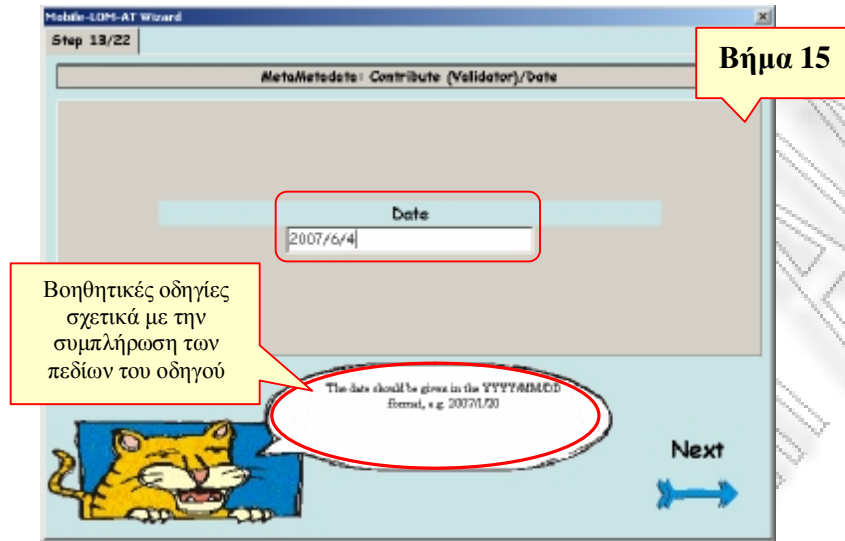 Mobile-LOM-AT Wizard
Step 13/22
Βήμα 15
MetaMetadata: Contribute (Validator)/Date
Date
2007/6/4
Βοηθητικές οδηγίες
σχετικά με την
συμπλήρωση των
πεδίων του οδηγού
The date should be given in the YYYY/MM/DD
format, e.g. 2007/1/20
Next